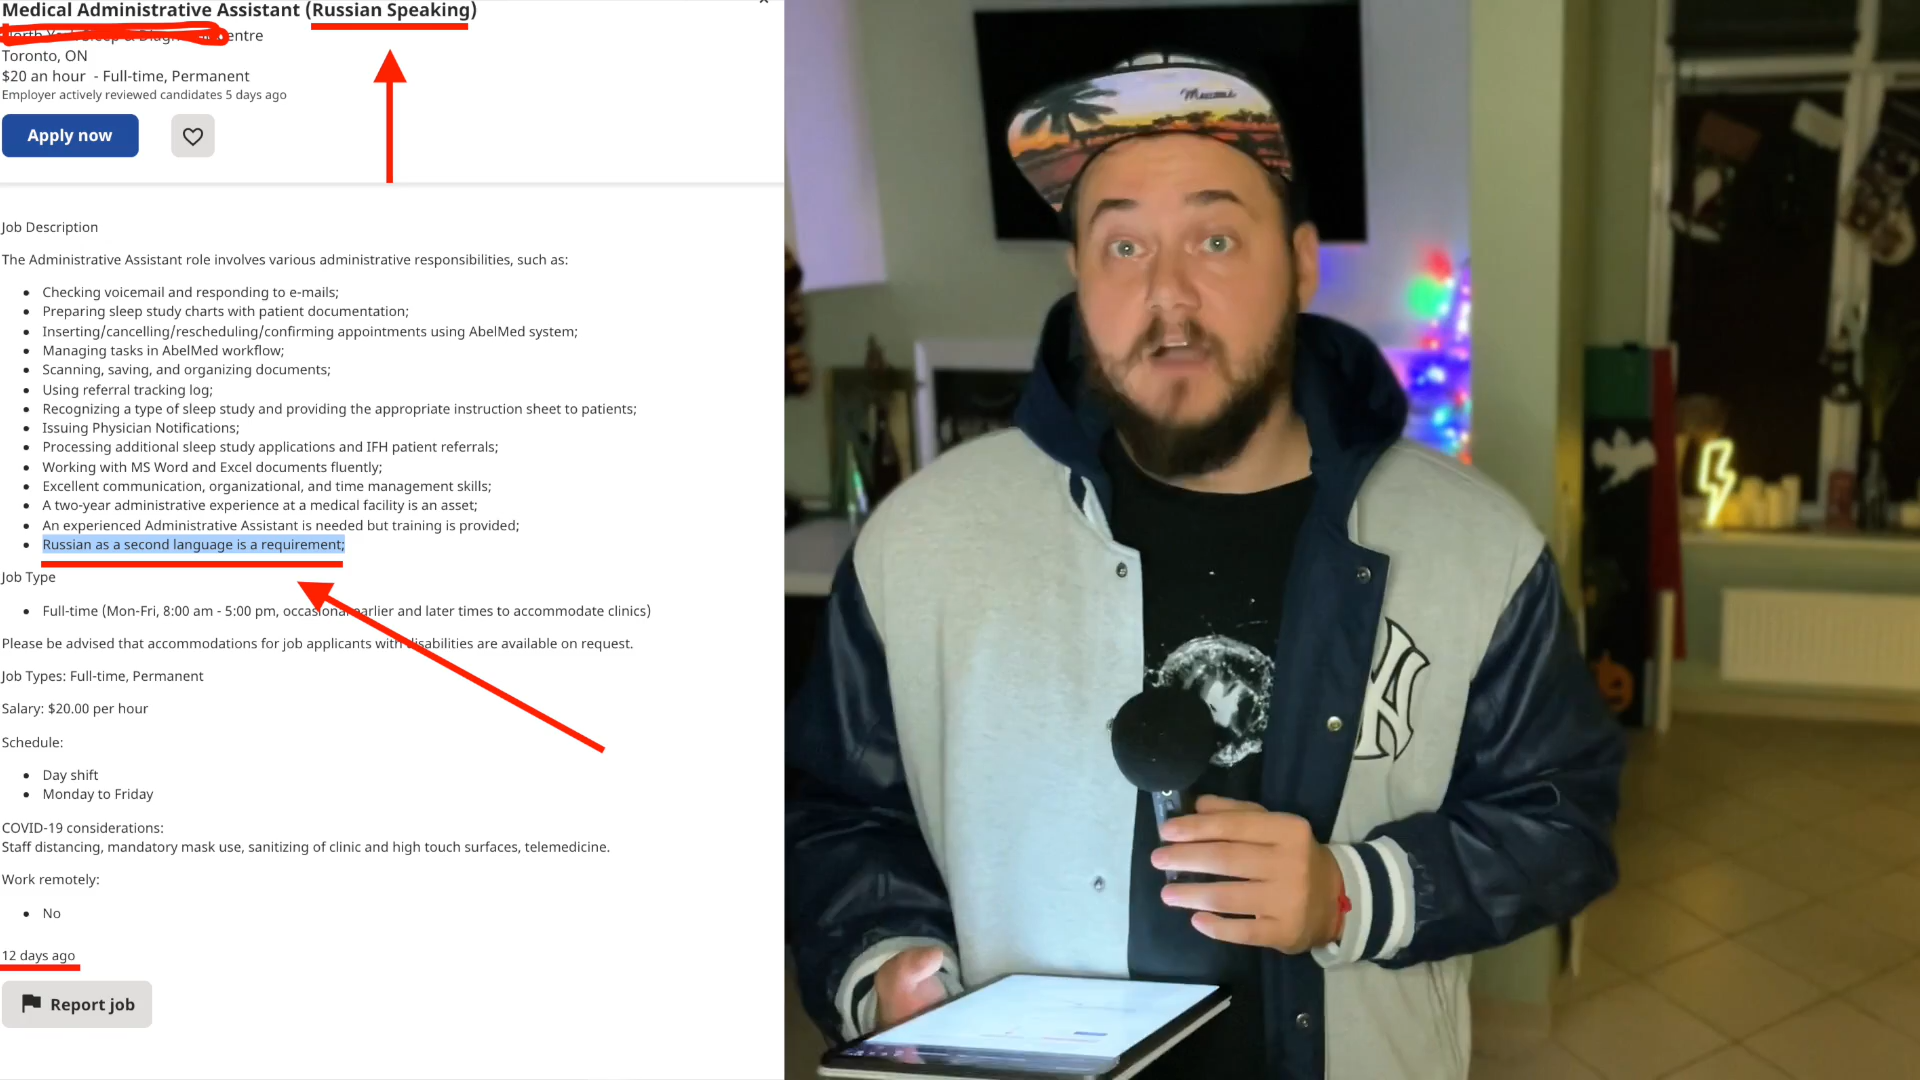 Medical Administrative Assistant (Russian Speaking)
entre
Toronto, ON
$20 an hour - Full-time, Permanent
Employer actively reviewed candidates 5 days ago
Apply now
Job Description
The Administrative Assistant role involves various administrative responsibilities, such as:
Checking voicemail and responding to e-mails;
Preparing sleep study charts with patient documentation;
Inserting/cancelling/rescheduling/confirming appointments using AbelMed system;
Managing tasks in AbelMed workflow;
Scanning, saving, and organizing documents;
Using referral tracking log;
Recognizing a type of sleep study and providing the appropriate instruction sheet to patients;
Issuing Physician Notifications;
Processing additional sleep study applications and IFH patient referrals;
Working with MS Word and Excel documents fluently;
Excellent communication, organizational, and time management skills;
A two-year administrative experience at a medical facility is an asset;
An experienced Administrative Assistant is needed but training is provided;
Russian as a second language is a requirement;
Job Type
Full-time (Mon-Fri, 8:00 am - 5:00 pm, occasional earlier and later times to accommodate clinics)
Please be advised that accommodations for job applicants with disabilities are available on request.
Job Types: Full-time, Permanent
Salary: $20.00 per hour
Schedule:
Day shift
Monday to Friday
COVID-19 considerations:
Staff distancing, mandatory mask use, sanitizing of clinic and high touch surfaces, telemedicine.
Work remotely:
No
12 days ago
Report job